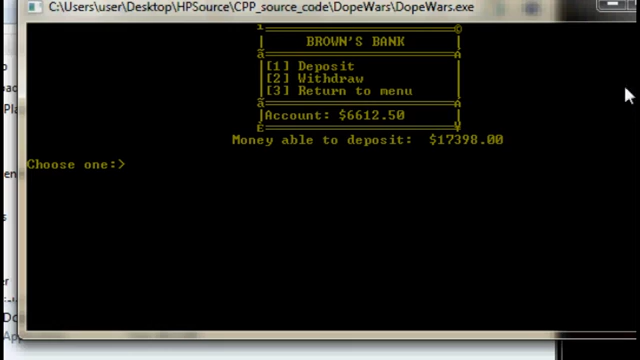 C:\Users\user\Desktop\HPSource\CPP_source_code\DopeWars\DopeWars.exe
BROWN'S BANK
[1] Deposit
[2] Withdraw
[3] Return to menu
Account: $6612.50
Money able to deposit: $17398.00
Choose one:>